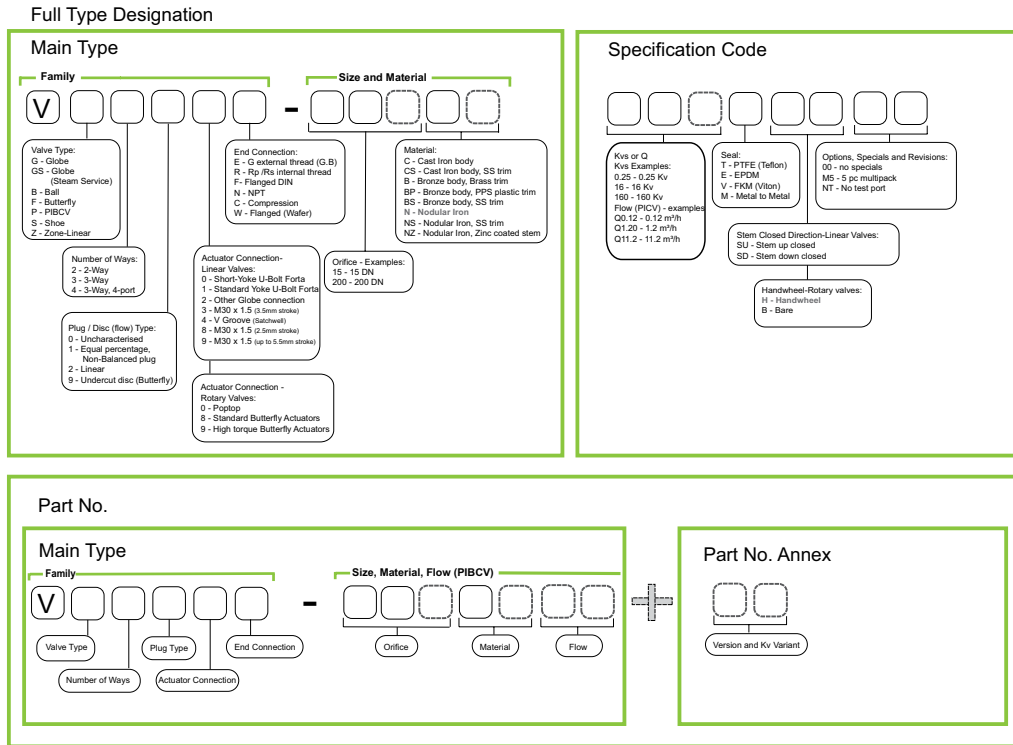 Full Type Designation
Main Type
Family
Size and Material
V
-
Valve Type:
G - Globe
GS - Globe
(Steam Service)
B - Ball
F - Butterfly
P - PIBCV
S - Shoe
Z - Zone-Linear
Number of Ways:
2 - 2-Way
3 - 3-Way
4 - 3-Way, 4-port
Plug / Disc (flow) Type:
0 - Uncharacterised
1 - Equal percentage,
Non-Balanced plug
2 - Linear
9 - Undercut disc (Butterfly)
End Connection:
E - G external thread (G.B)
R - Rp /Rs internal thread
F- Flanged DIN
N - NPT
C - Compression
W - Flanged (Wafer)
Actuator Connection-
Linear Valves:
0 - Short-Yoke U-Bolt Forta
1 - Standard Yoke U-Bolt Forta
2 - Other Globe connection
3 - M30 x 1.5 (3.5mm stroke)
4 - V Groove (Satchwell)
8 - M30 x 1.5 (2.5mm stroke)
9 - M30 x 1.5 (up to 5.5mm stroke)
Actuator Connection -
Rotary Valves:
0 - Poptop
8 - Standard Butterfly Actuators
9 - High torque Butterfly Actuators
Orifice - Examples:
15 - 15 DN
200 - 200 DN
Material:
C - Cast Iron body
CS - Cast Iron body, SS trim
B - Bronze body, Brass trim
BP - Bronze body, PPS plastic trim
BS - Bronze body, SS trim
N - Nodular Iron
NS - Nodular Iron, SS trim
NZ - Nodular Iron, Zinc coated stem
Specification Code
Kvs or Q
Kvs Examples:
0.25 - 0.25 Kv
16 - 16 Kv
160 - 160 Kv
Flow (PICV) - examples
Q0.12 - 0.12 m³/h
Q1.20 - 1.2 m³/h
Q11.2 - 11.2 m³/h
Seal:
T - PTFE (Teflon)
E - EPDM
V - FKM (Viton)
M - Metal to Metal
Options, Specials and Revisions:
00 - no specials
M5 - 5 pc multipack
NT - No test port
Stem Closed Direction-Linear Valves:
SU - Stem up closed
SD - Stem down closed
Handwheel-Rotary valves:
H - Handwheel
B - Bare
Part No.
Main Type
Family
Size, Material, Flow (PIBCV)
V
-
Valve Type
Plug Type
End Connection
Number of Ways
Actuator Connection
Orifice
Material
Flow
Part No. Annex
Version and Kv Variant